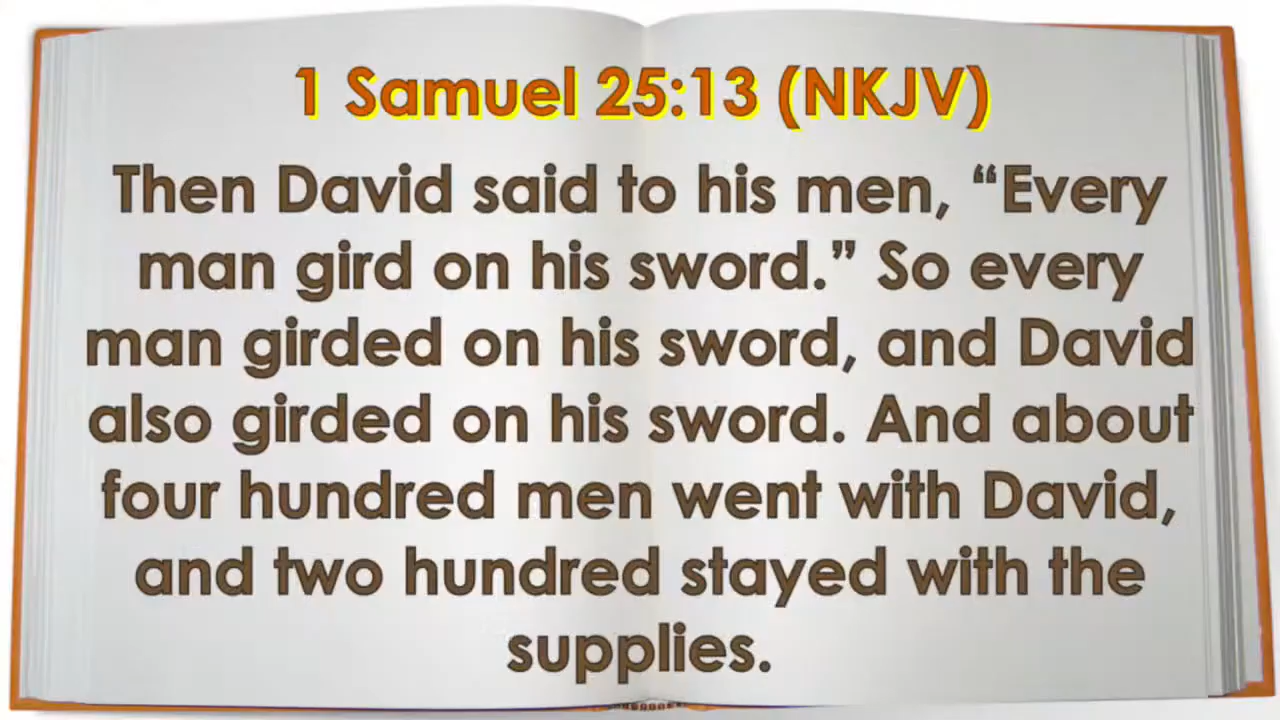 1 Samuel 25:13 (NKJV)
Then David said to his men, “Every
man gird on his sword.” So every
man girded on his sword, and David
also girded on his sword. And about
four hundred men went with David,
and two hundred stayed with the
supplies.